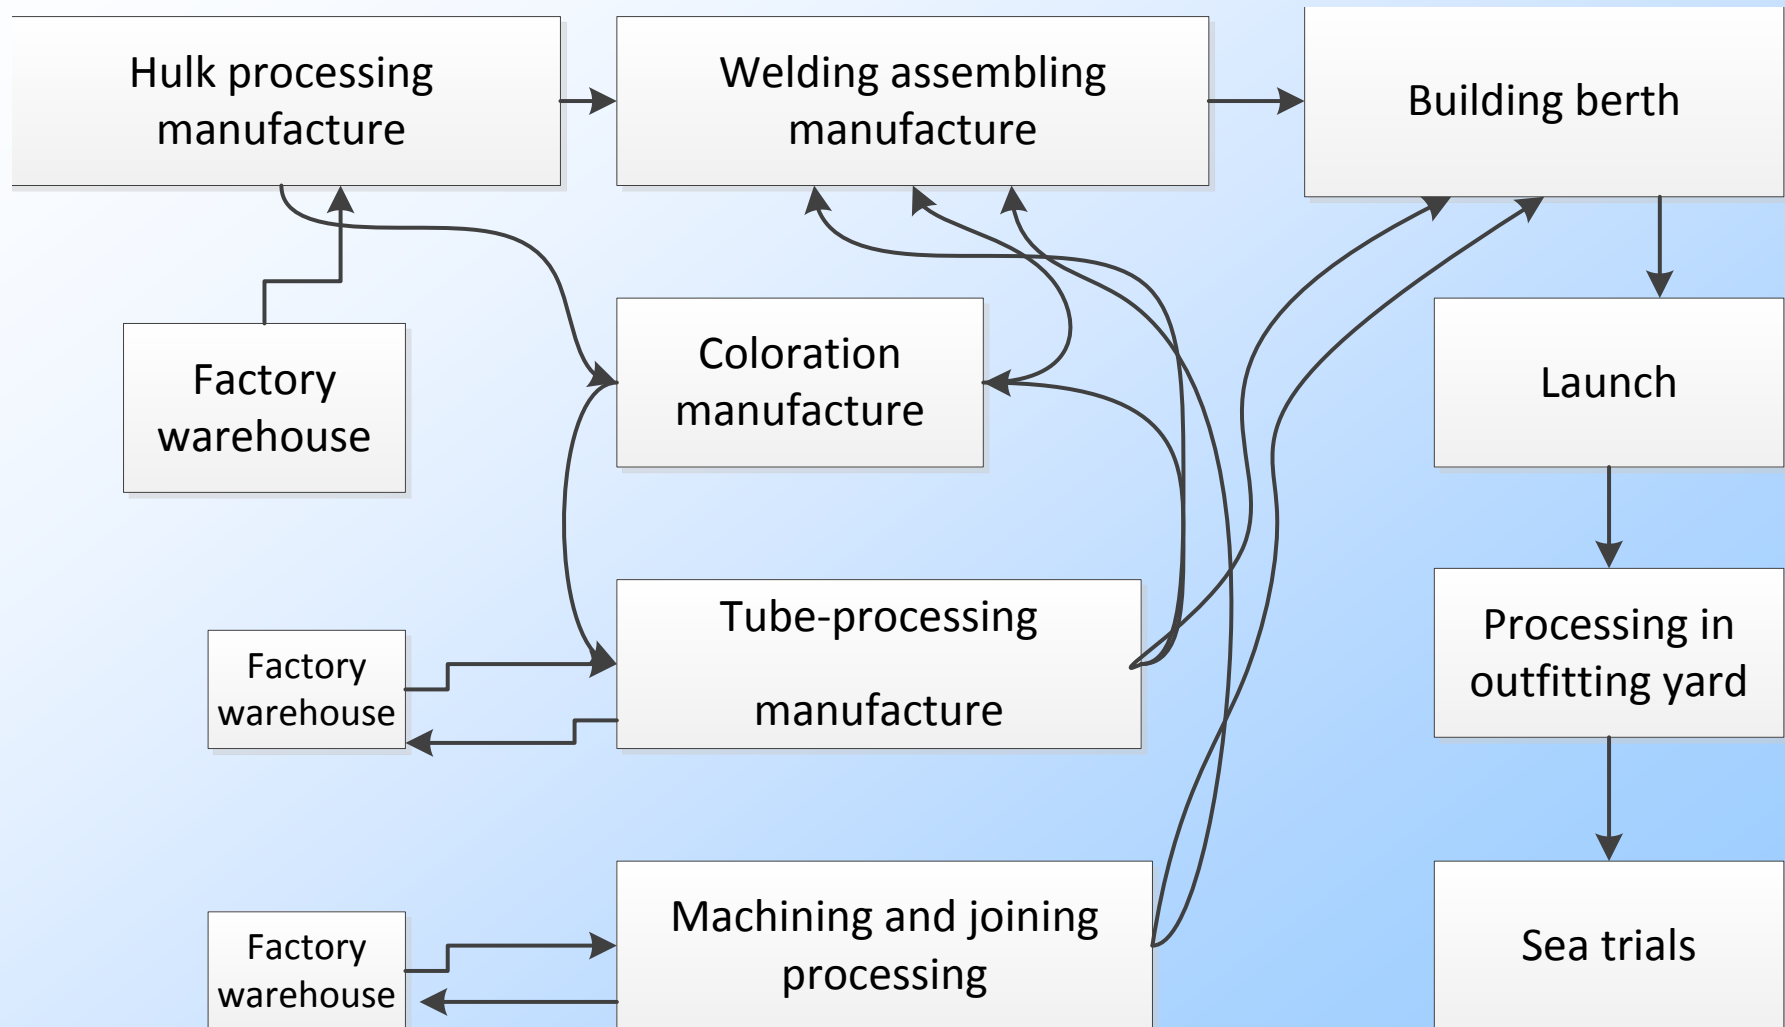 Hulk processing
manufacture
Welding assembling
manufacture
Building berth
Factory
warehouse
Coloration
manufacture
Launch
Factory
warehouse
Tube-processing
manufacture
Processing in
outfitting yard
Factory
warehouse
Machining and joining
processing
Sea trials